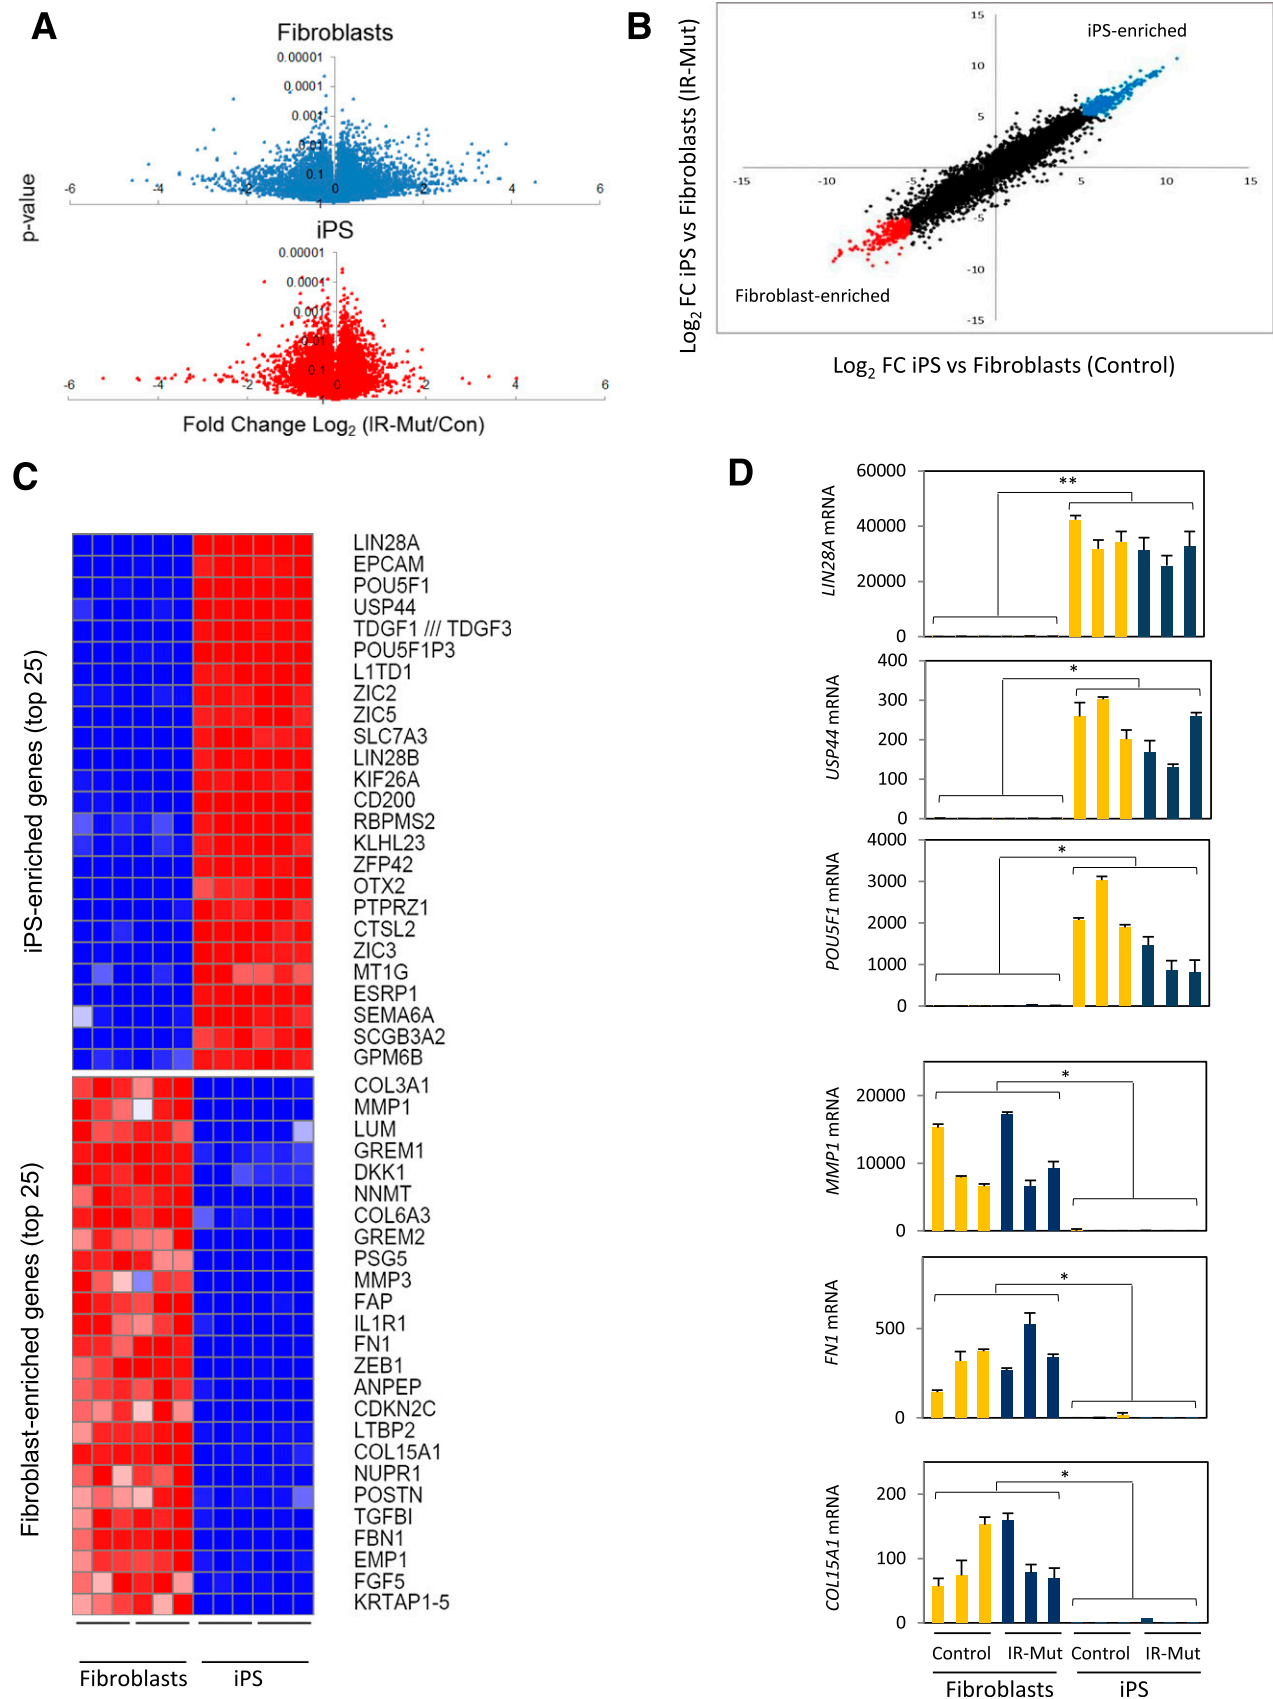 A
Fibroblasts
0.00001
0.0001
0.001
0.01
0.1
1
-6
-4
-2
0
2
4
6
p-value
iPS
0.00001
0.0001
0.001
0.01
0.1
1
-6
-4
-2
0
2
4
6
Fold Change Log2 (IR-Mut/Con)
B
Log2 FC iPS vs Fibroblasts (IR-Mut)
15
10
5
-5
-10
-15
-15
-10
-5
5
10
15
iPS-enriched
Fibroblast-enriched
Log2 FC iPS vs Fibroblasts (Control)
C
iPS-enriched genes (top 25)
LIN28A
EPCAM
POU5F1
USP44
TDGF1 /// TDGF3
POU5F1P3
L1TD1
ZIC2
ZIC5
SLC7A3
LIN28B
KIF26A
CD200
RBPMS2
KLHL23
ZFP42
OTX2
PTPRZ1
CTSL2
ZIC3
MT1G
ESRP1
SEMA6A
SCGB3A2
GPM6B
Fibroblast-enriched genes (top 25)
COL3A1
MMP1
LUM
GREM1
DKK1
NNMT
COL6A3
GREM2
PSG5
MMP3
FAP
IL1R1
FN1
ZEB1
ANPEP
CDKN2C
LTBP2
COL15A1
NUPR1
POSTN
TGFBI
FBN1
EMP1
FGF5
KRTAP1-5
Fibroblasts
iPS
D
LIN28A mRNA
60000
40000
20000
0
**
USP44 mRNA
400
300
200
100
0
*
POU5F1 mRNA
4000
3000
2000
1000
0
*
MMP1 mRNA
20000
10000
0
*
FN1 mRNA
500
0
*
COL15A1 mRNA
200
100
0
*
Control
IR-Mut
Control
IR-Mut
Fibroblasts
iPS